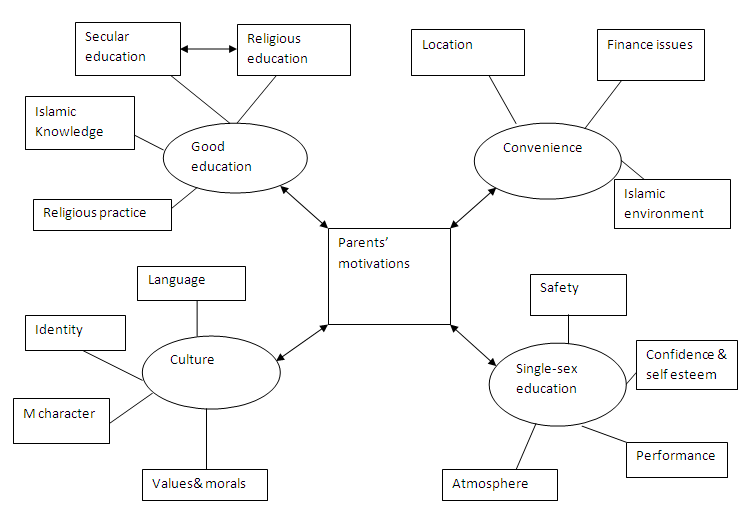 Secular
education
Religious
education
Location
Finance issues
Islamic
Knowledge
Good
education
Convenience
Religious practice
Islamic
environment
Parents’
motivations
Language
Safety
Identity
Culture
Single-sex
education
Confidence &
self esteem
M character
Performance
Values& morals
Atmosphere